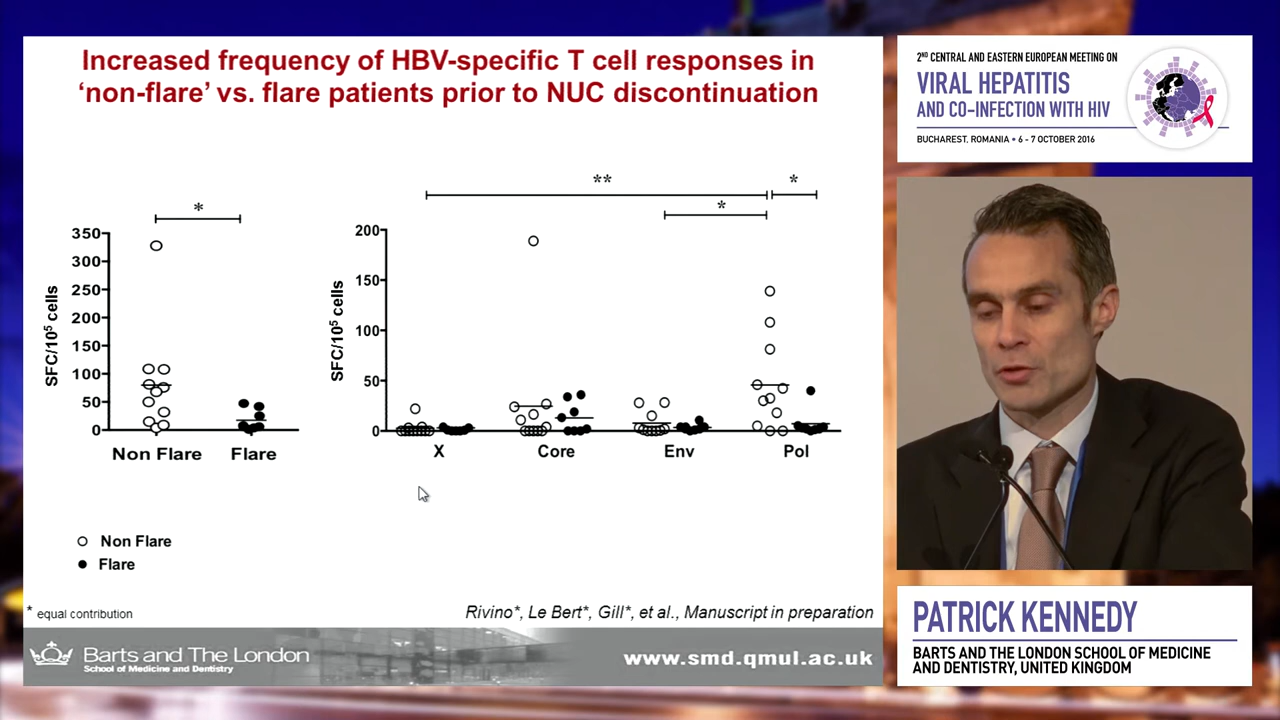 Increased frequency of HBV-specific T cell responses in
‘non-flare’ vs. flare patients prior to NUC discontinuation
*
350
300
250
200
150
100
50
0
SFC/10⁵ cells
Non Flare
Flare
**
*
*
200
150
100
50
0
SFC/10⁵ cells
X
Core
Env
Pol
Non Flare
Flare
* equal contribution
Rivino*, Le Bert*, Gill*, et al., Manuscript in preparation
Barts and The London
School of Medicine and Dentistry
www.smd.qmul.ac.uk
2ND CENTRAL AND EASTERN EUROPEAN MEETING ON
VIRAL HEPATITIS
AND CO-INFECTION WITH HIV
BUCHAREST, ROMANIA • 6 - 7 OCTOBER 2016
PATRICK KENNEDY
BARTS AND THE LONDON SCHOOL OF MEDICINE
AND DENTISTRY, UNITED KINGDOM